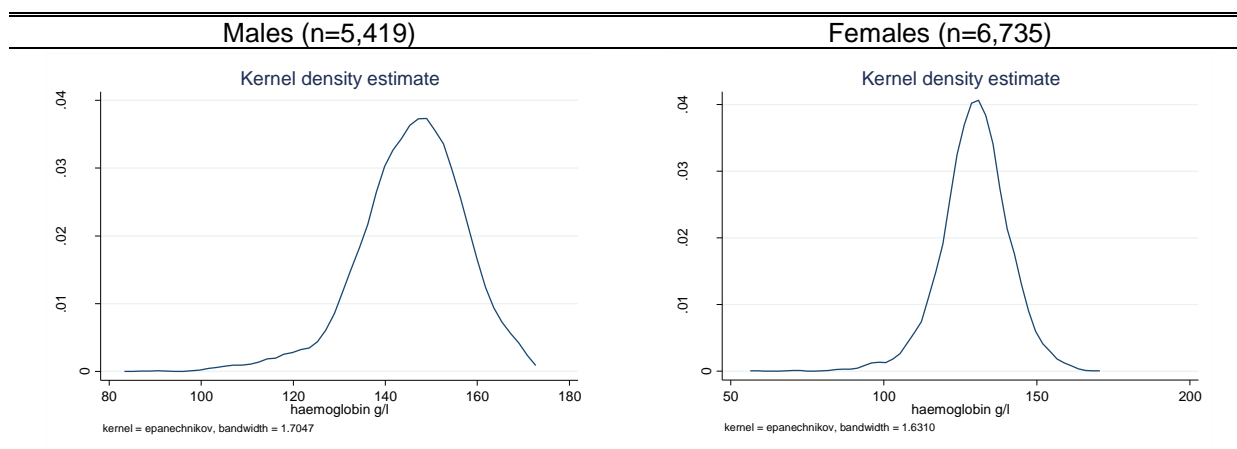 Males (n=5,419)
Females (n=6,735)
Kernel density estimate
.04
.03
.02
.01
0
80 100 120 140 160 180
haemoglobin g/l
kernel = epanechnikov, bandwidth = 1.7047
Kernel density estimate
.04
.03
.02
.01
0
50 100 150 200
haemoglobin g/l
kernel = epanechnikov, bandwidth = 1.6310